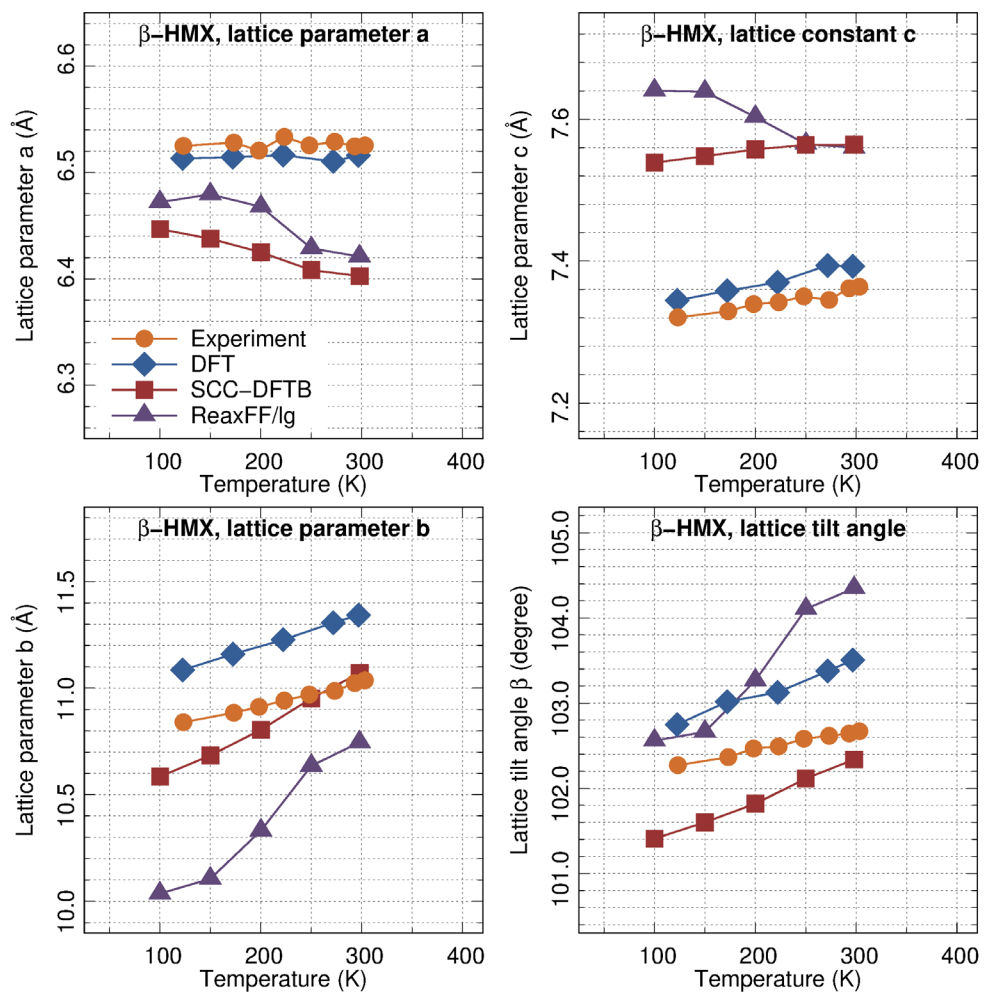 β−HMX, lattice parameter a
Lattice parameter a (Å)
6.6
6.5
6.4
6.3
Experiment
DFT
SCC−DFTB
ReaxFF/lg
100 200 300 400
Temperature (K)
β−HMX, lattice constant c
Lattice parameter c (Å)
7.6
7.4
7.2
100 200 300 400
Temperature (K)
β−HMX, lattice parameter b
Lattice parameter b (Å)
11.5
11.0
10.5
10.0
100 200 300 400
Temperature (K)
β−HMX, lattice tilt angle
Lattice tilt angle β (degree)
105.0
104.0
103.0
102.0
101.0
100 200 300 400
Temperature (K)